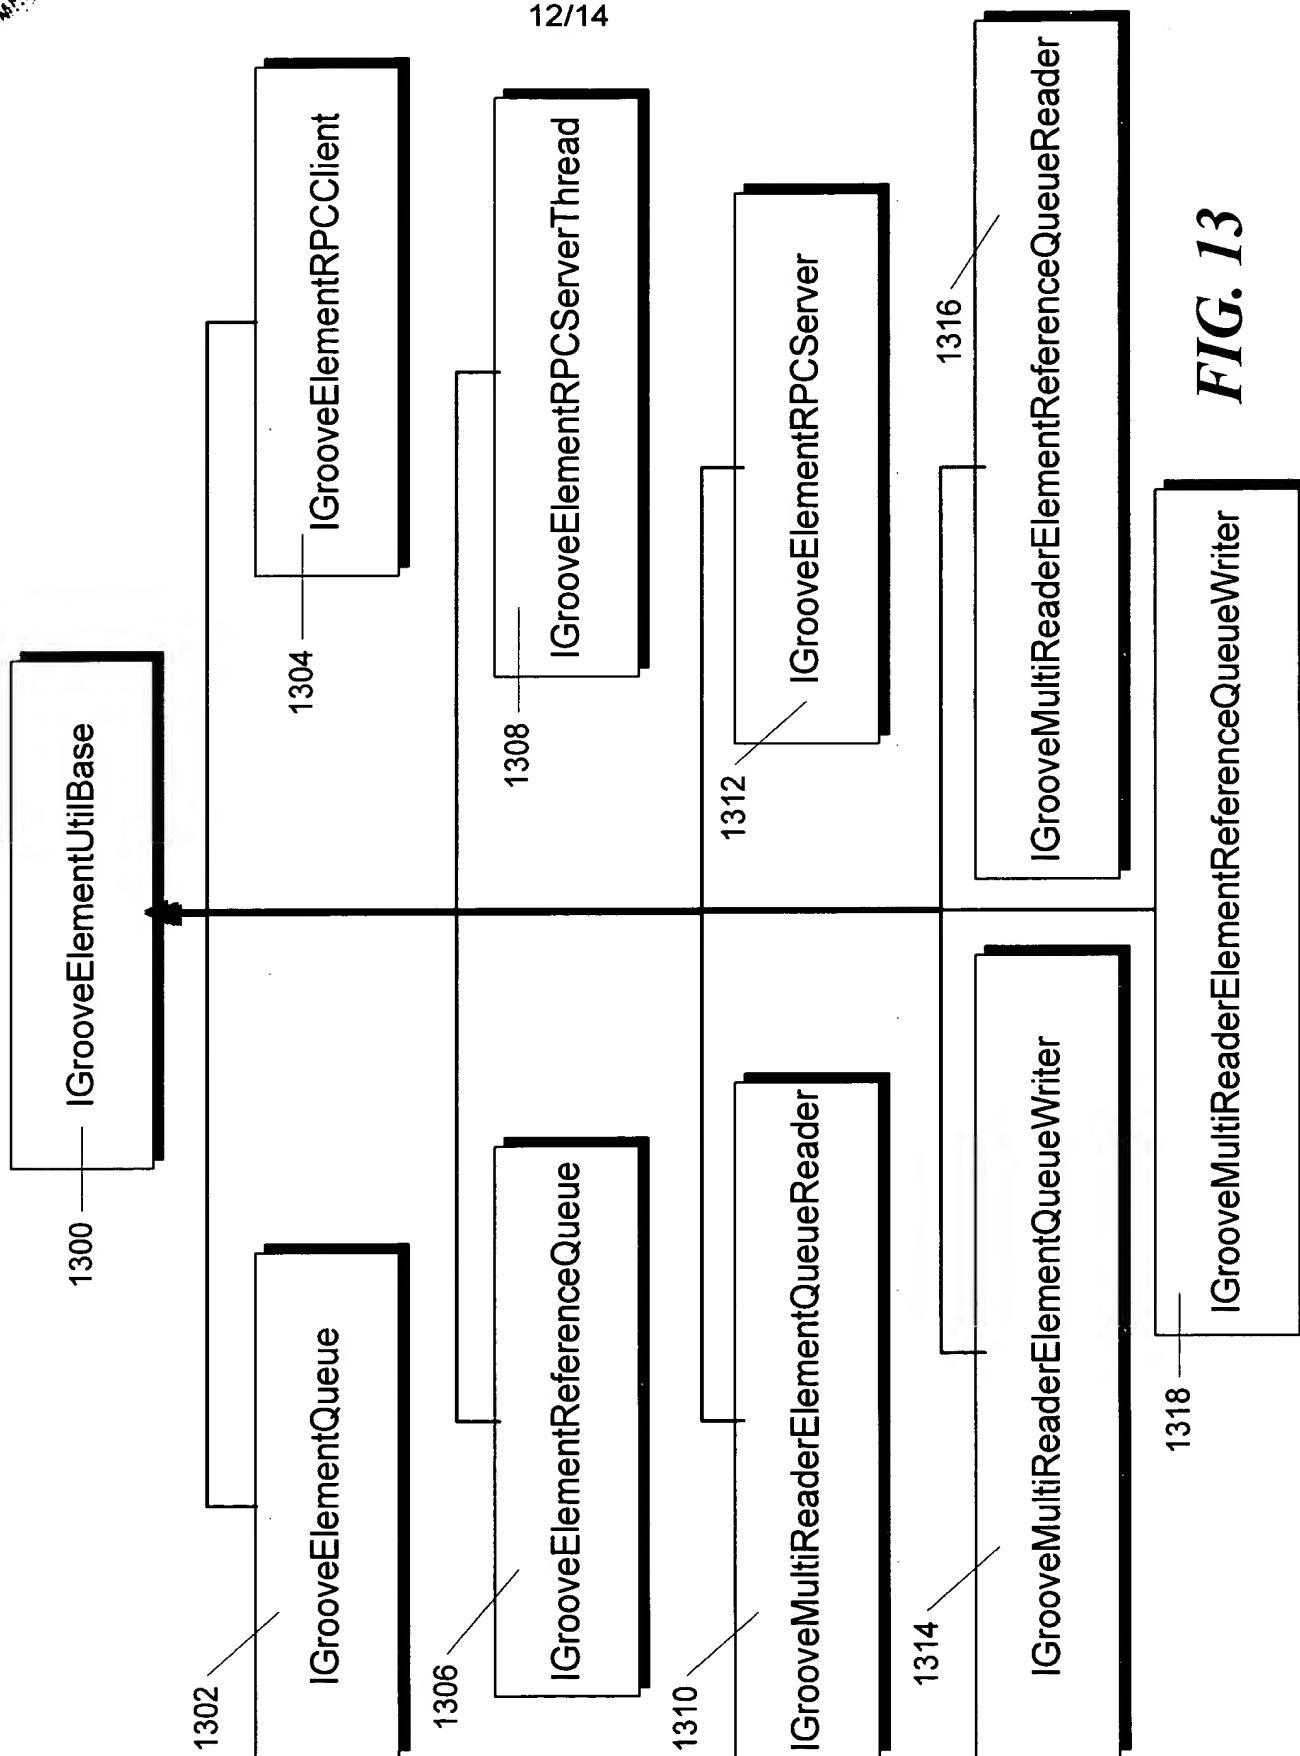 12/14
IGrooveElementUtilBase
1300
IGrooveElementQueue
1302
IGrooveElementRPCClient
1304
IGrooveElementReferenceQueue
1306
IGrooveElementRPCServerThread
1308
IGrooveMultiReaderElementQueueReader
1310
IGrooveElementRPCServer
1312
IGrooveMultiReaderElementQueueWriter
1314
IGrooveMultiReaderElementReferenceQueueReader
1316
IGrooveMultiReaderElementReferenceQueueWriter
1318
FIG. 13